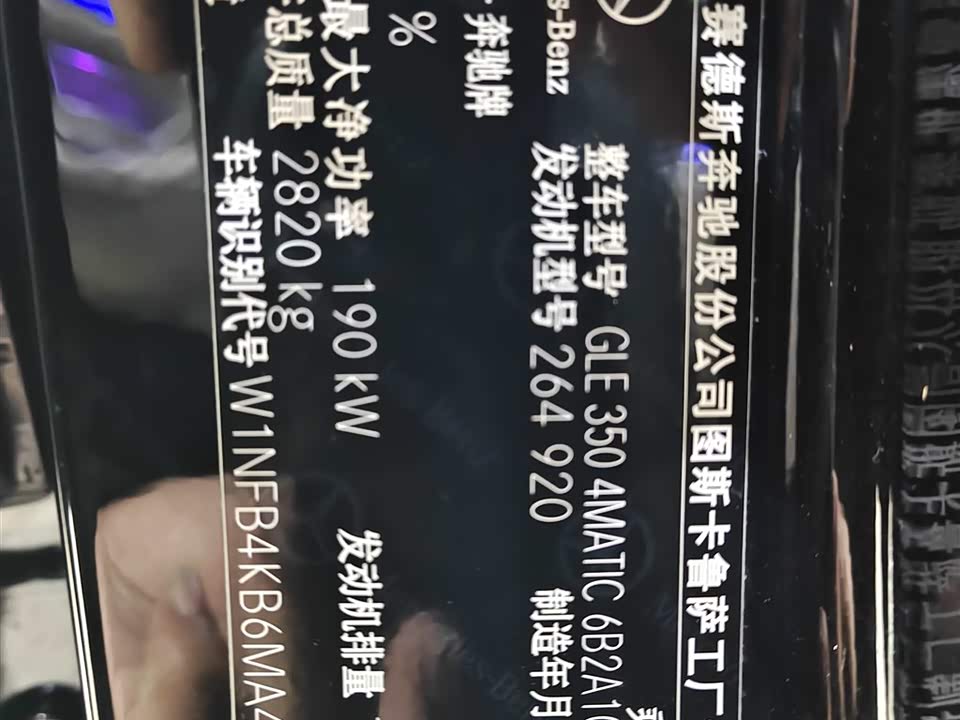 赛德斯奔驰股份公司图斯卡鲁萨工厂
s-Benz
整车型号 GLE 350 4MATIC 6B2A1
发动机型号 264 920 制造年月
奔驰牌
%
最大净功率 190 kW 发动机排量
总质量 2820 kg
车辆识别代号 W1NFB4KB6MA